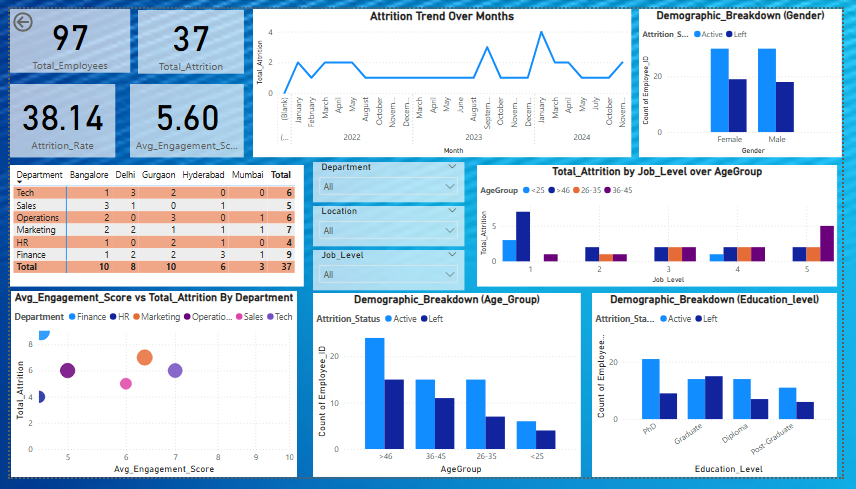 97
Total_Employees
37
Total_Attrition
38.14
Attrition_Rate
5.60
Avg_Engagement_Sc...
Attrition Trend Over Months
Total_Attrition
4
2
0
(Blank) January February March April May August October Novem... Decem... March April May June August Septem... October Novem... Decem... January March April May July October Novem...
(... 2022 2023 2024
Month
Demographic_Breakdown (Gender)
Attrition_S... Active Left
Count of Employee_ID
20
0
Female Male
Gender
Department Bangalore Delhi Gurgaon Hyderabad Mumbai Total
Tech 1 3 2 0 0 6
Sales 3 1 0 1 5
Operations 2 0 3 0 1 6
Marketing 2 2 1 1 1 7
HR 1 0 2 1 0 4
Finance 1 2 2 3 1 9
Total 10 8 10 6 3 37
Department
All
Location
All
Job_Level
All
Total_Attrition by Job_Level over AgeGroup
AgeGroup <25 >46 26-35 36-45
Total_Attrition
5
0
1 2 3 4 5
Job_Level
Avg_Engagement_Score vs Total_Attrition By Department
Department Finance HR Marketing Operatio... Sales Tech
Total_Attrition
8
6
4
2
0
5 6 7 8 9 10
Avg_Engagement_Score
Demographic_Breakdown (Age_Group)
Attrition_Status Active Left
Count of Employee_ID
20
0
>46 36-45 26-35 <25
AgeGroup
Demographic_Breakdown (Education_level)
Attrition_Sta... Active Left
Count of Employee...
20
0
PhD Graduate Diploma Post-Graduate
Education_Level